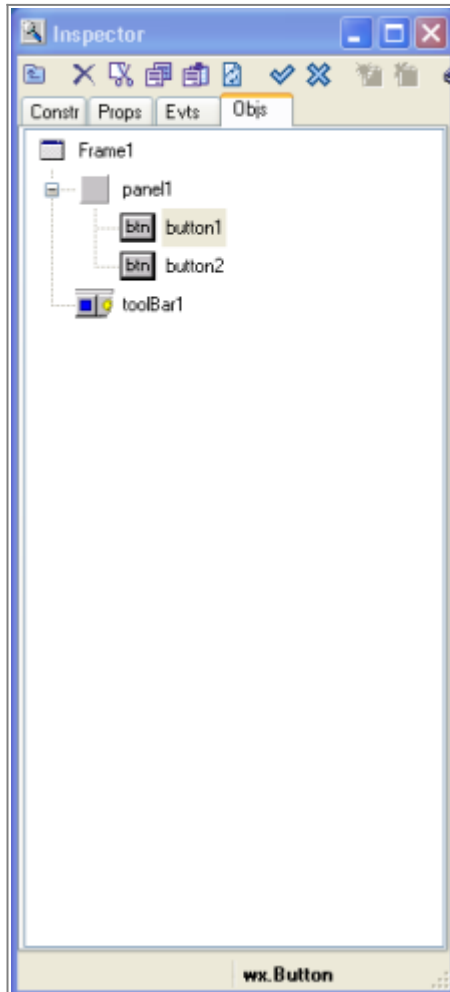 Inspector
Constr Props Evts Objs
Frame1
panel1
btn button1
btn button2
toolBar1
wx.Button